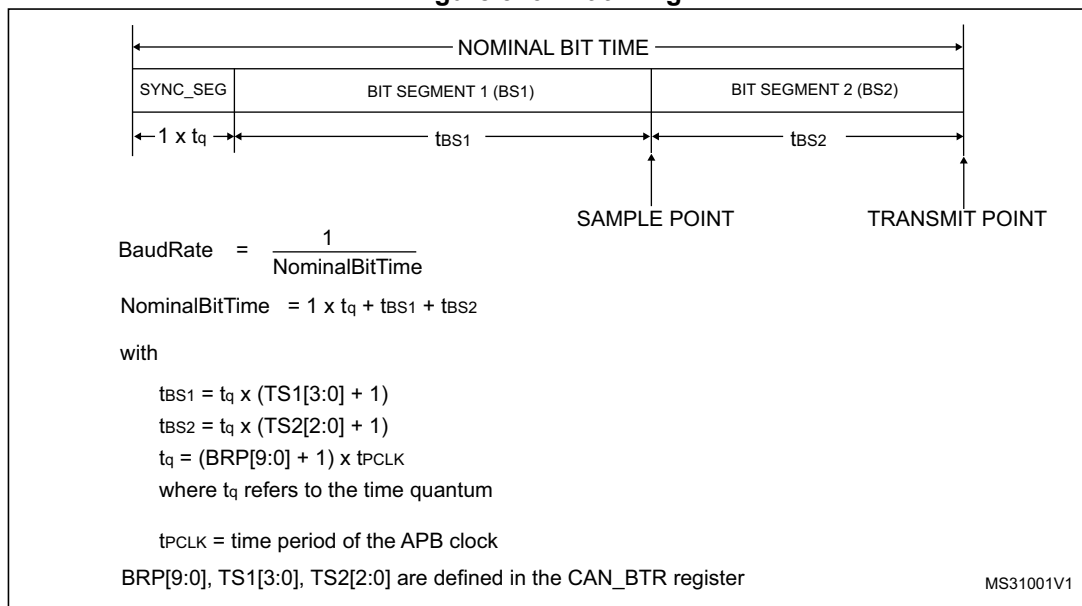 NOMINAL BIT TIME
SYNC_SEG BIT SEGMENT 1 (BS1) BIT SEGMENT 2 (BS2)
1 x tq tBS1 tBS2
SAMPLE POINT TRANSMIT POINT
BaudRate = 1
NominalBitTime
NominalBitTime = 1 x tq + tBS1 + tBS2
with
tBS1 = tq x (TS1[3:0] + 1)
tBS2 = tq x (TS2[2:0] + 1)
tq = (BRP[9:0] + 1) x tPCLK
where tq refers to the time quantum
tPCLK = time period of the APB clock
BRP[9:0], TS1[3:0], TS2[2:0] are defined in the CAN_BTR register
MS31001V1